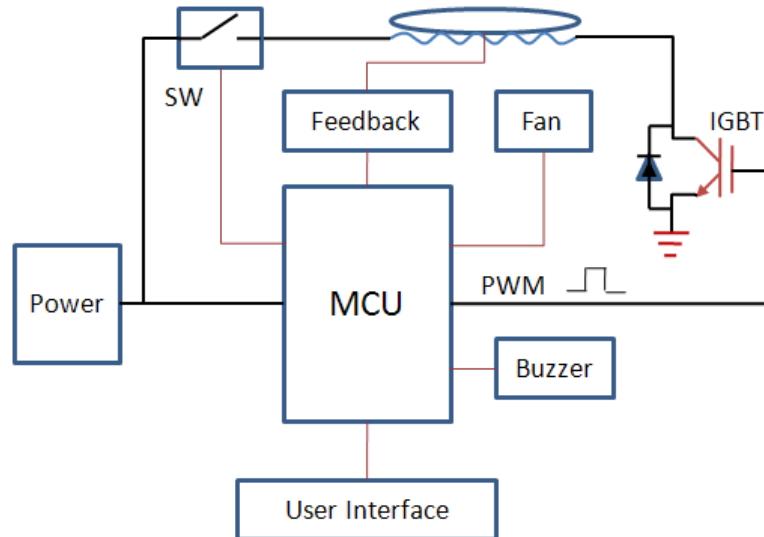 SW
Feedback
Fan
IGBT
Power
MCU
PWM
Buzzer
User Interface